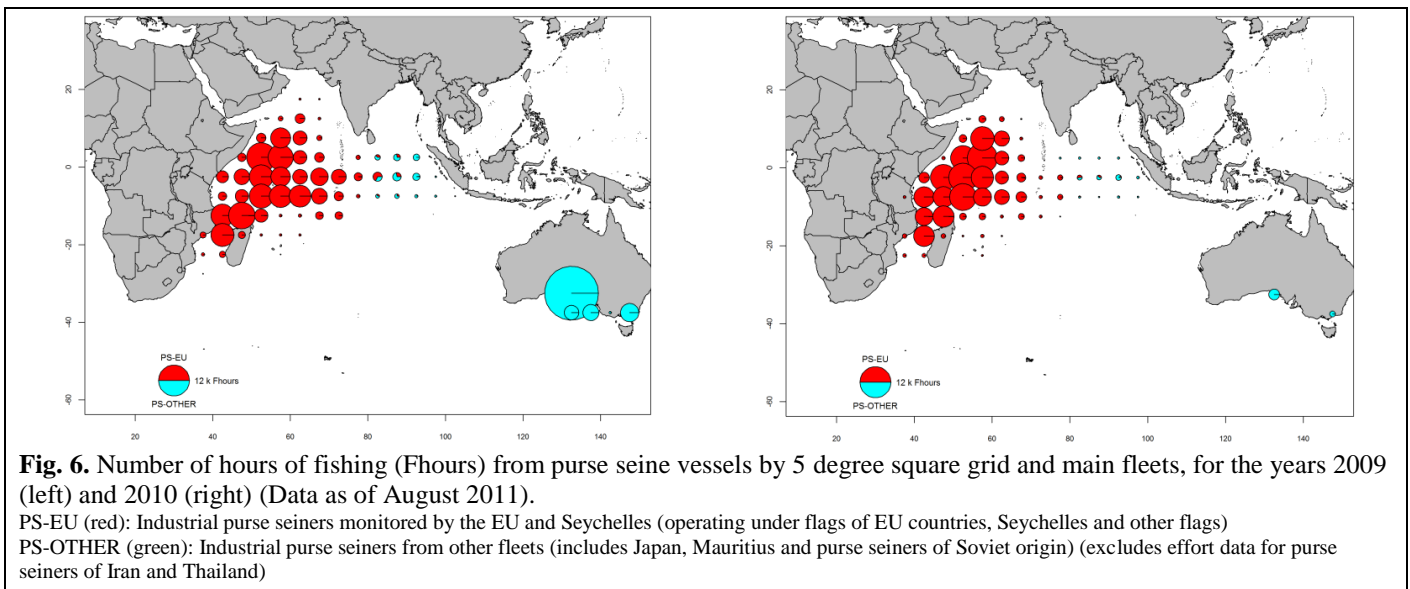 20
0
-20
-40
-60
20 40 60 80 100 120 140
PS-EU
12 k Fhours
PS-OTHER
20
0
-20
-40
-60
20 40 60 80 100 120 140
PS-EU
12 k Fhours
PS-OTHER
Fig. 6. Number of hours of fishing (Fhours) from purse seine vessels by 5 degree square grid and main fleets, for the years 2009
(left) and 2010 (right) (Data as of August 2011).
PS-EU (red): Industrial purse seiners monitored by the EU and Seychelles (operating under flags of EU countries, Seychelles and other flags)
PS-OTHER (green): Industrial purse seiners from other fleets (includes Japan, Mauritius and purse seiners of Soviet origin) (excludes effort data for purse
seiners of Iran and Thailand)